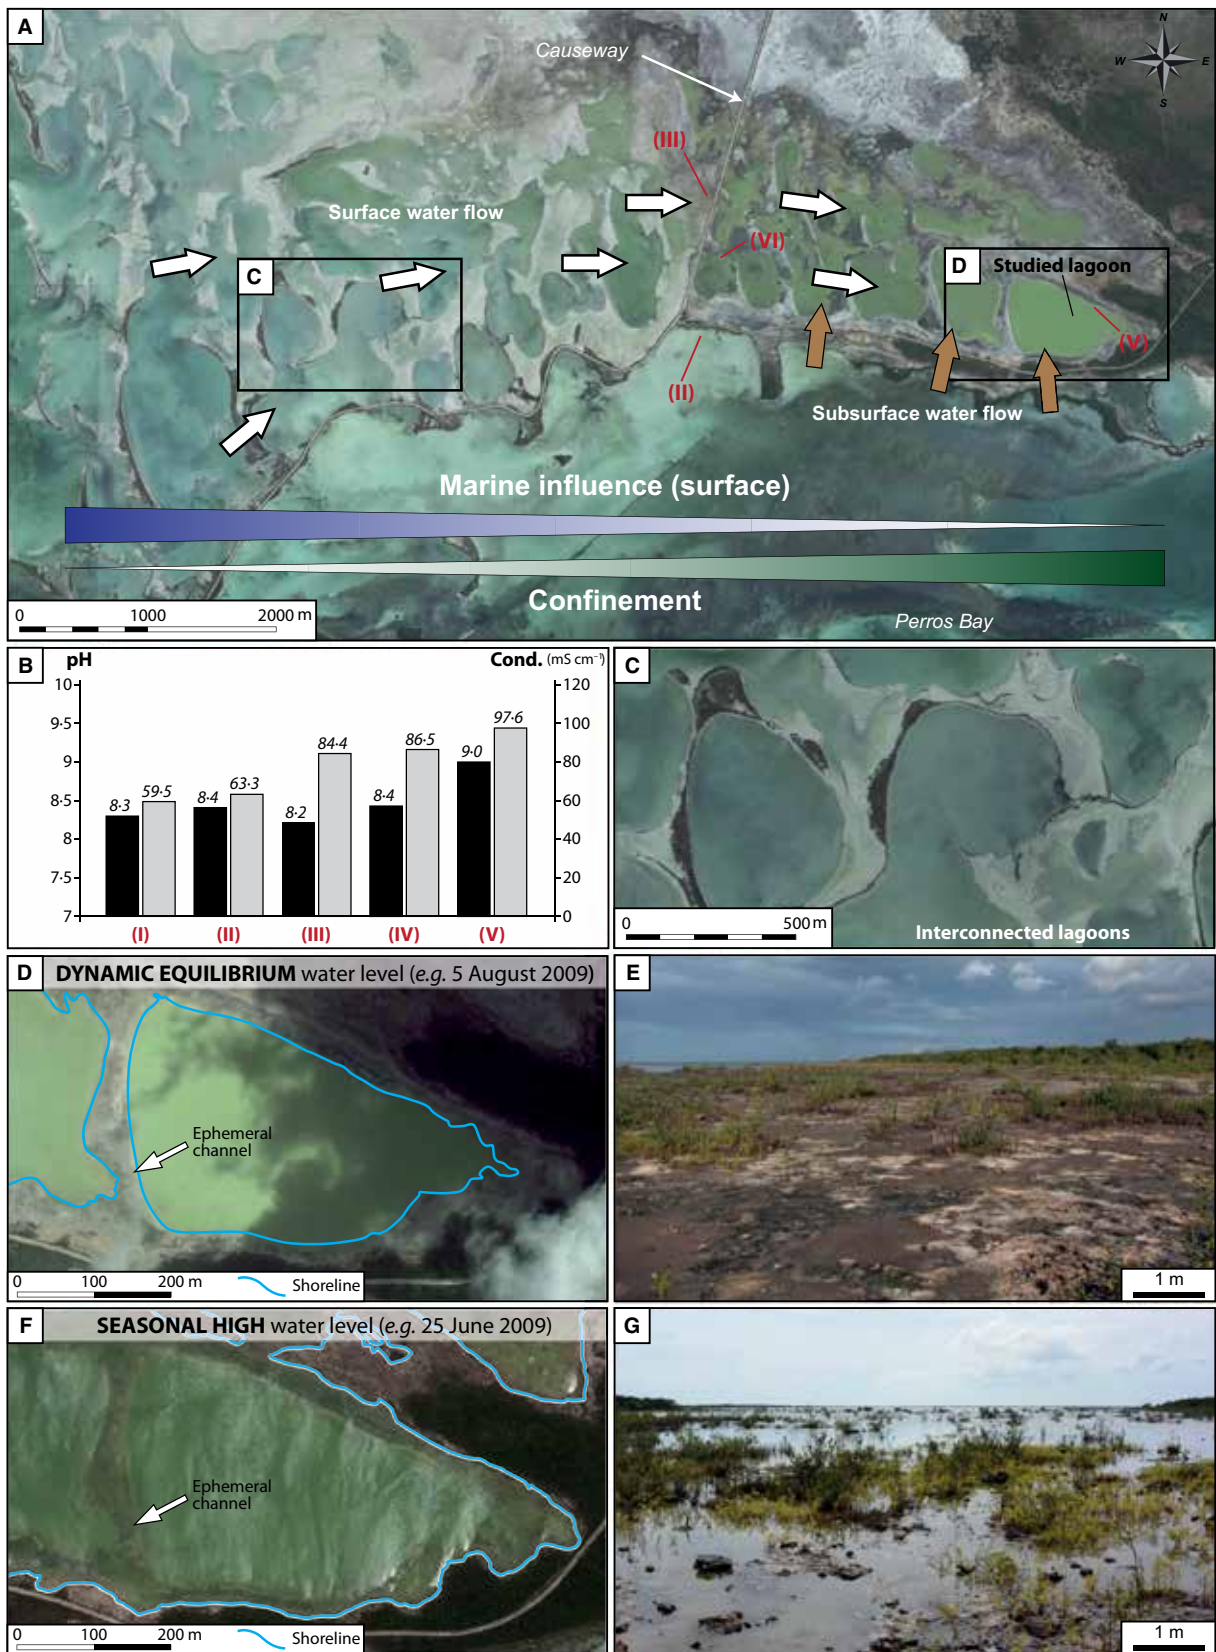 A
N
W E
S
Causeway
(III)
Surface water flow
(VI)
C
D
Studied lagoon
(V)
(II)
Subsurface water flow
Marine influence (surface)
Confinement
Perros Bay
0 1000 2000 m
B
pH
Cond. (mS cm⁻¹)
10
9·5
9
8·5
8
7·5
7
120
100
80
60
40
20
0
8·3 59·5
8·4 63·3
8·2 84·4
8·4 86·5
9·0 97·6
(I) (II) (III) (IV) (V)
C
0 500 m
Interconnected lagoons
D
DYNAMIC EQUILIBRIUM water level (e.g. 5 August 2009)
Ephemeral
channel
0 100 200 m
Shoreline
E
1 m
F
SEASONAL HIGH water level (e.g. 25 June 2009)
Ephemeral
channel
0 100 200 m
Shoreline
G
1 m